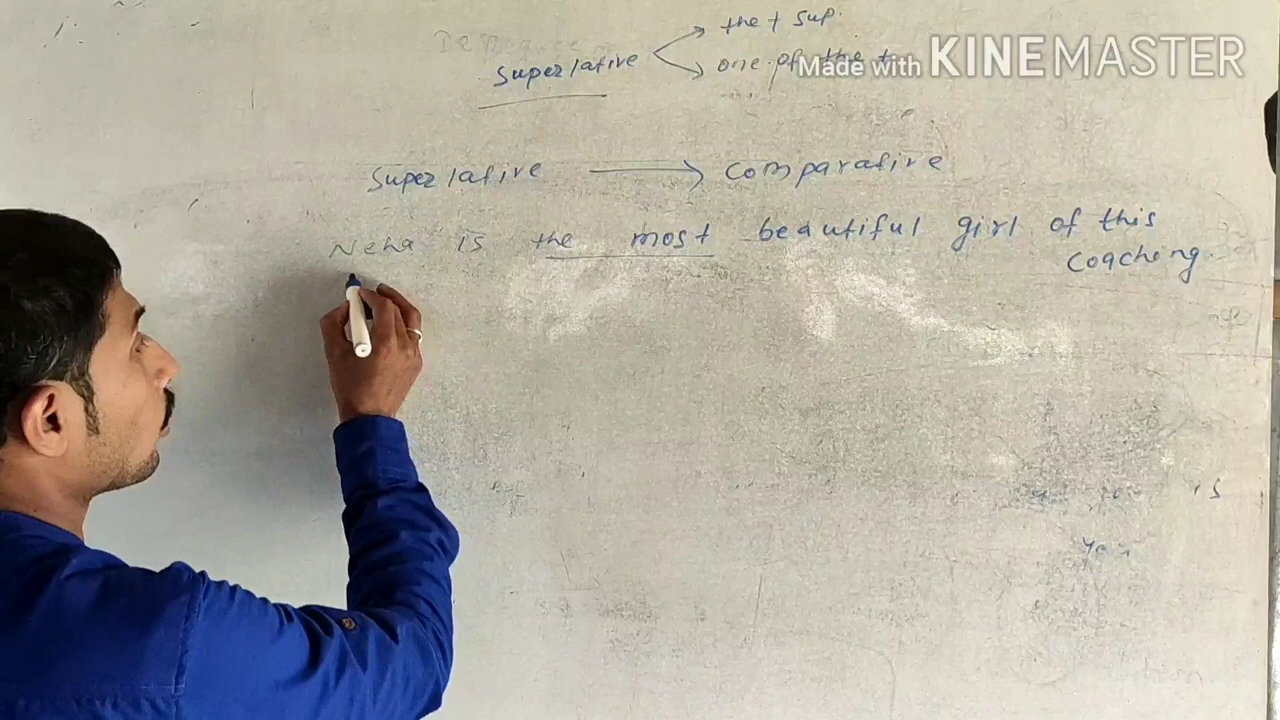 the + sup.
Superlative
one of the +
Made with KINEMASTER
Superlative → Comparative
Neha is the most beautiful girl of this
coaching.
is